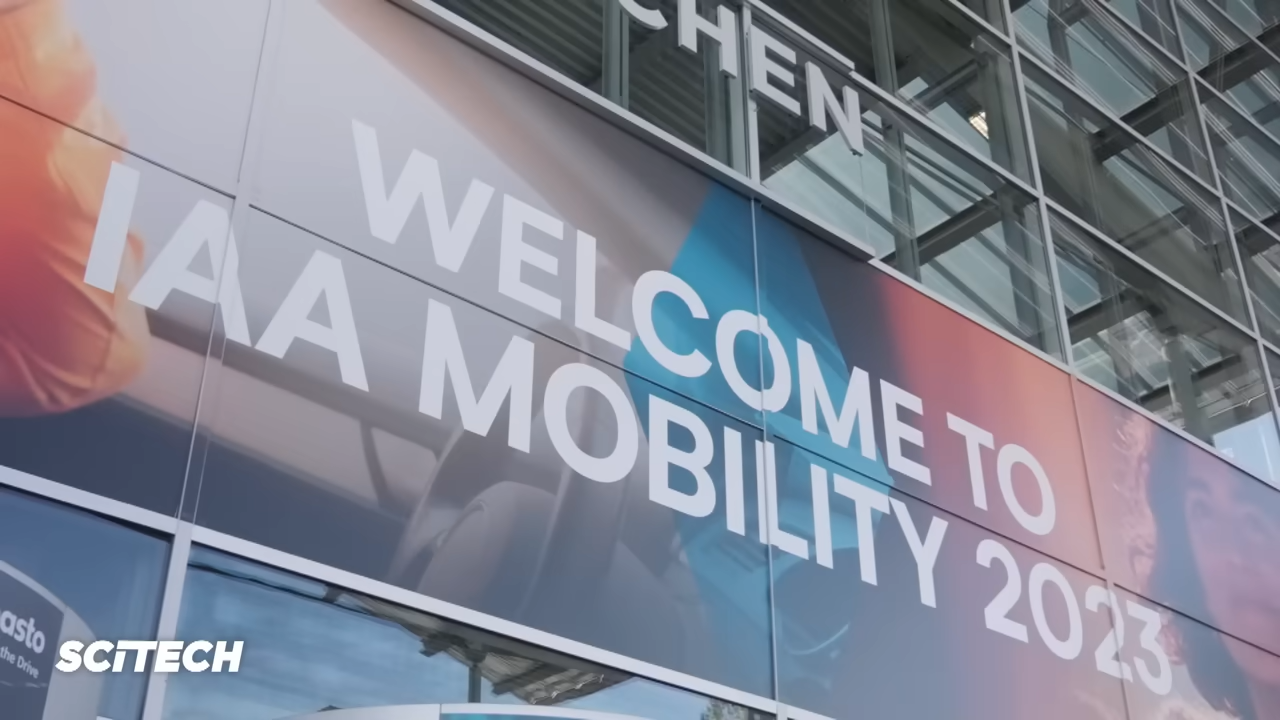 CHEN
WELCOME TO
IAA MOBILITY 2023
asto
the Drive
SCITECH